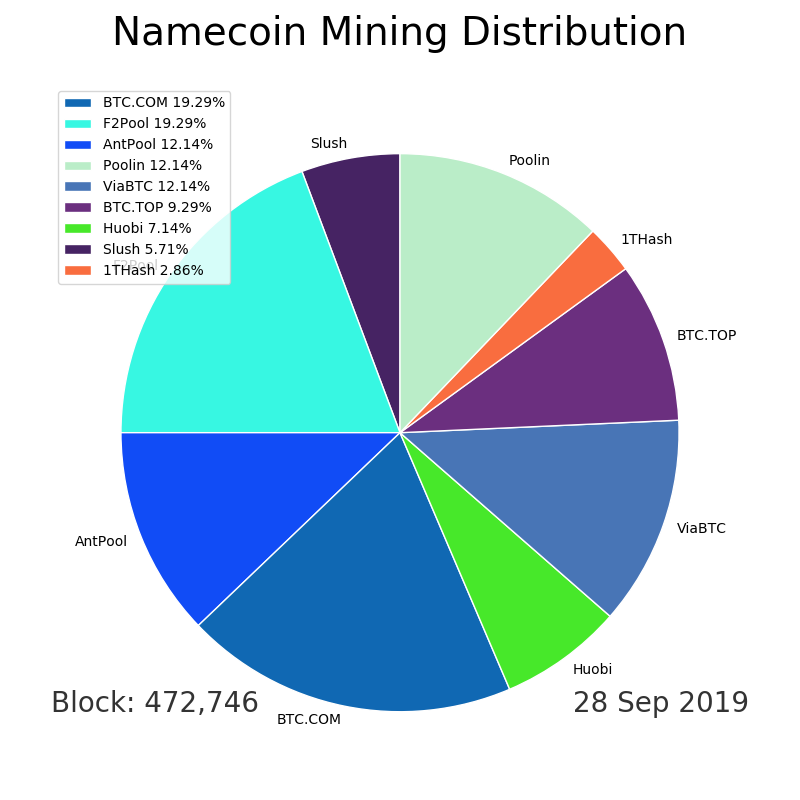 Namecoin Mining Distribution
BTC.COM 19.29%
F2Pool 19.29%
AntPool 12.14%
Poolin 12.14%
ViaBTC 12.14%
BTC.TOP 9.29%
Huobi 7.14%
Slush 5.71%
1THash 2.86%
Slush
Poolin
1THash
F2Pool
BTC.TOP
ViaBTC
AntPool
Huobi
BTC.COM
Block: 472,746
28 Sep 2019